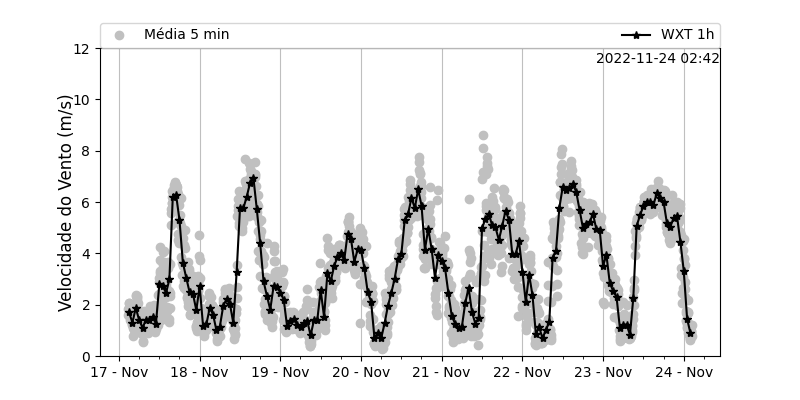 Média 5 min
WXT 1h
2022-11-24 02:42
Velocidade do Vento (m/s)
12
10
8
6
4
2
0
17 - Nov 18 - Nov 19 - Nov 20 - Nov 21 - Nov 22 - Nov 23 - Nov 24 - Nov